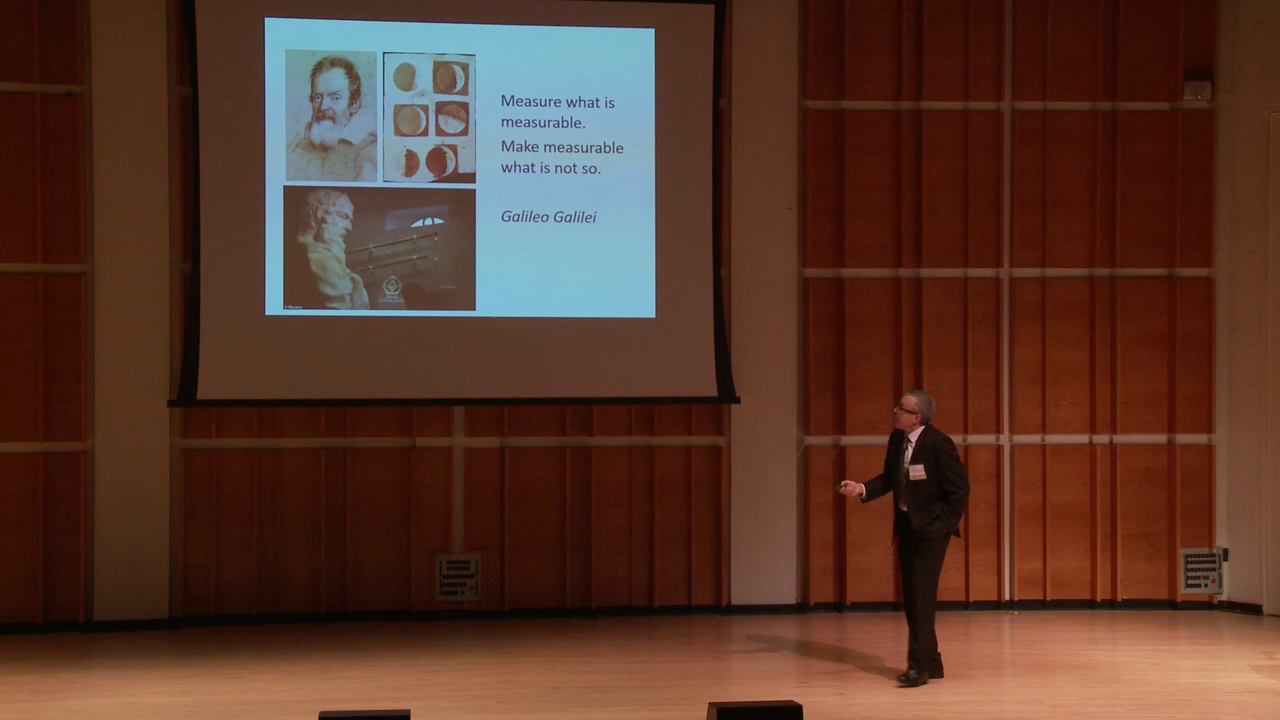 Measure what is
measurable.
Make measurable
what is not so.
Galileo Galilei